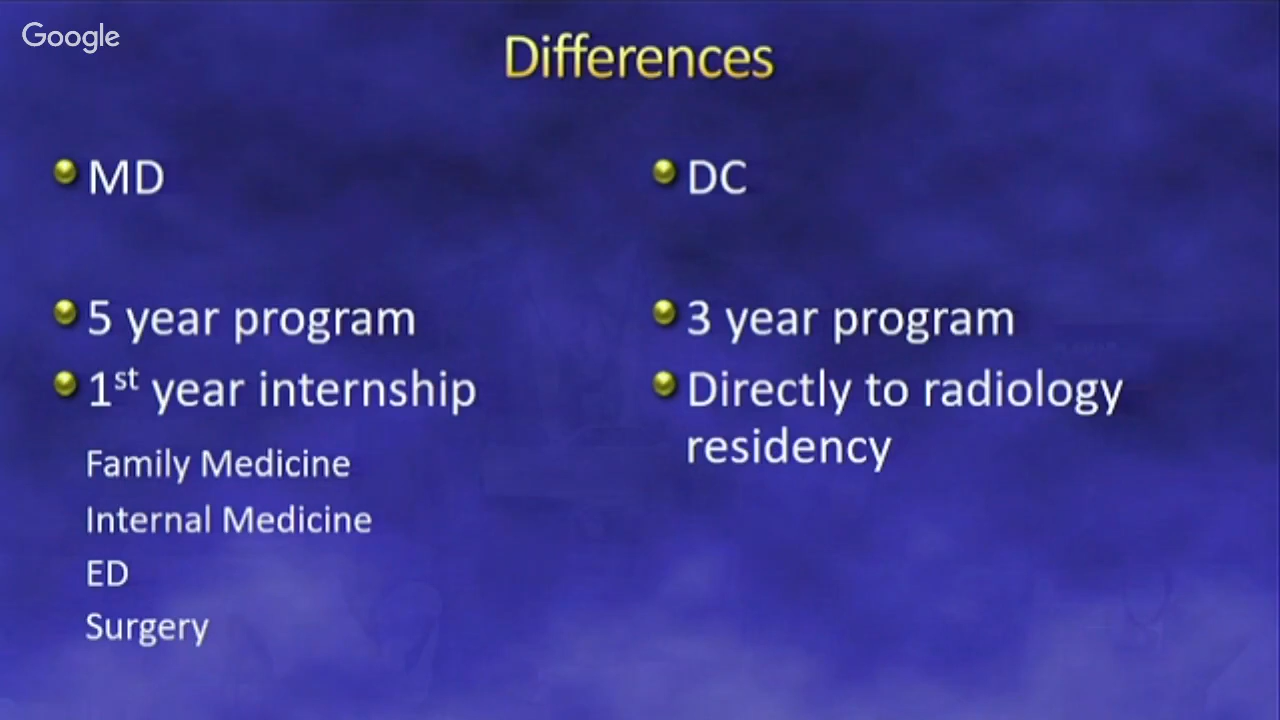 Google
Differences
MD
5 year program
1st year internship
Family Medicine
Internal Medicine
ED
Surgery
DC
3 year program
Directly to radiology
residency